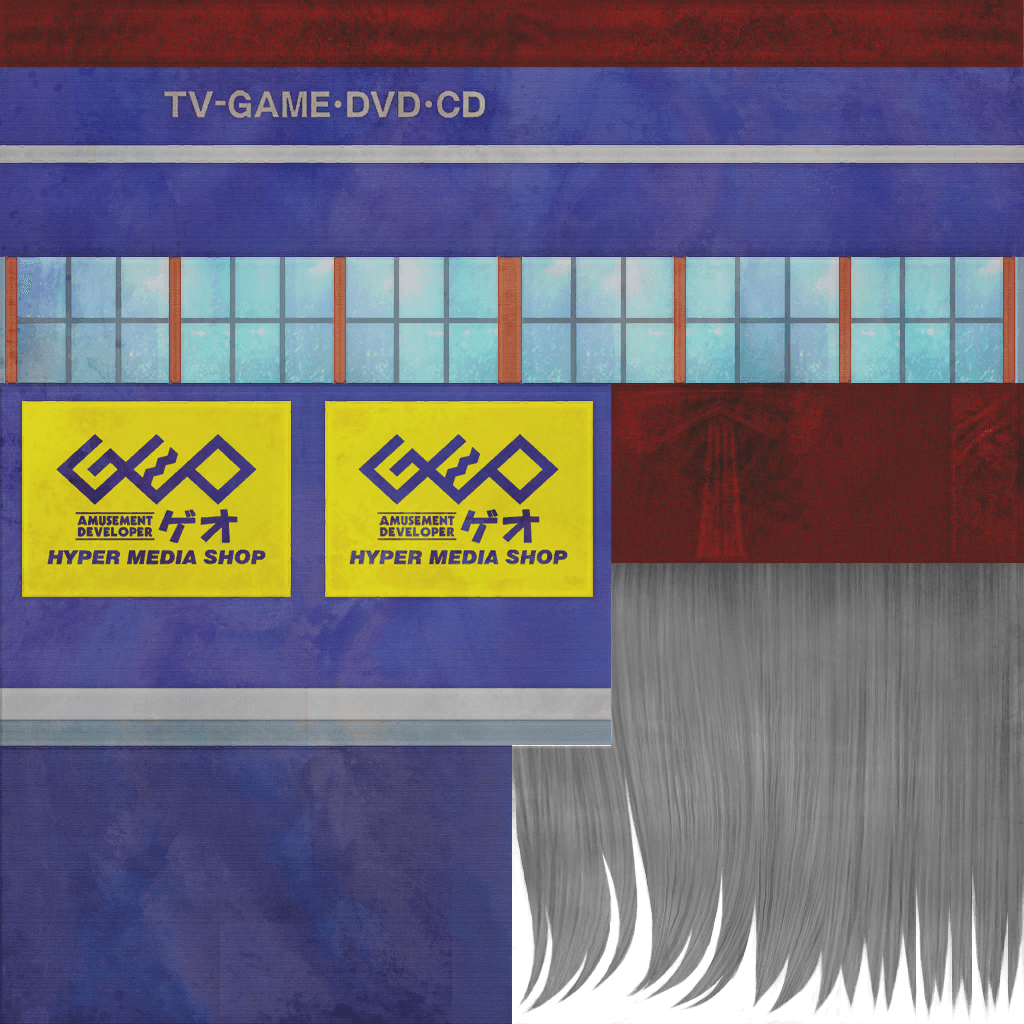 TV-GAME・DVD・CD
GEO
AMUSEMENT
DEVELOPER
ゲオ
HYPER MEDIA SHOP
GEO
AMUSEMENT
DEVELOPER
ゲオ
HYPER MEDIA SHOP